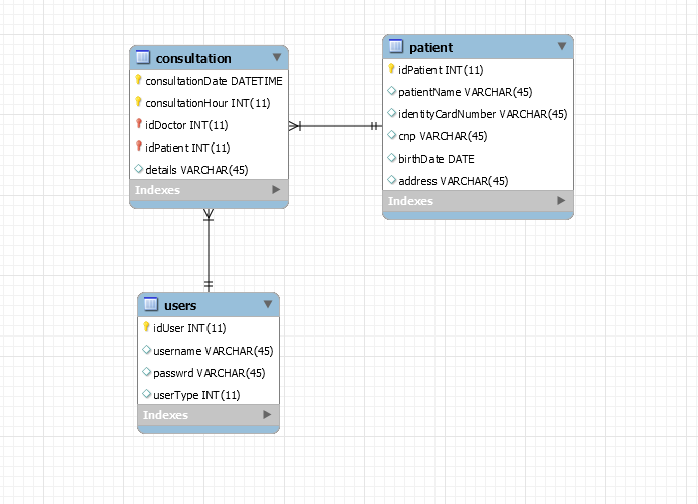 consultation
consultationDate DATETIME
consultationHour INT(11)
idDoctor INT(11)
idPatient INT(11)
details VARCHAR(45)
Indexes
patient
idPatient INT(11)
patientName VARCHAR(45)
identityCardNumber VARCHAR(45)
cnp VARCHAR(45)
birthDate DATE
address VARCHAR(45)
Indexes
users
idUser INT(11)
username VARCHAR(45)
passwrd VARCHAR(45)
userType INT(11)
Indexes